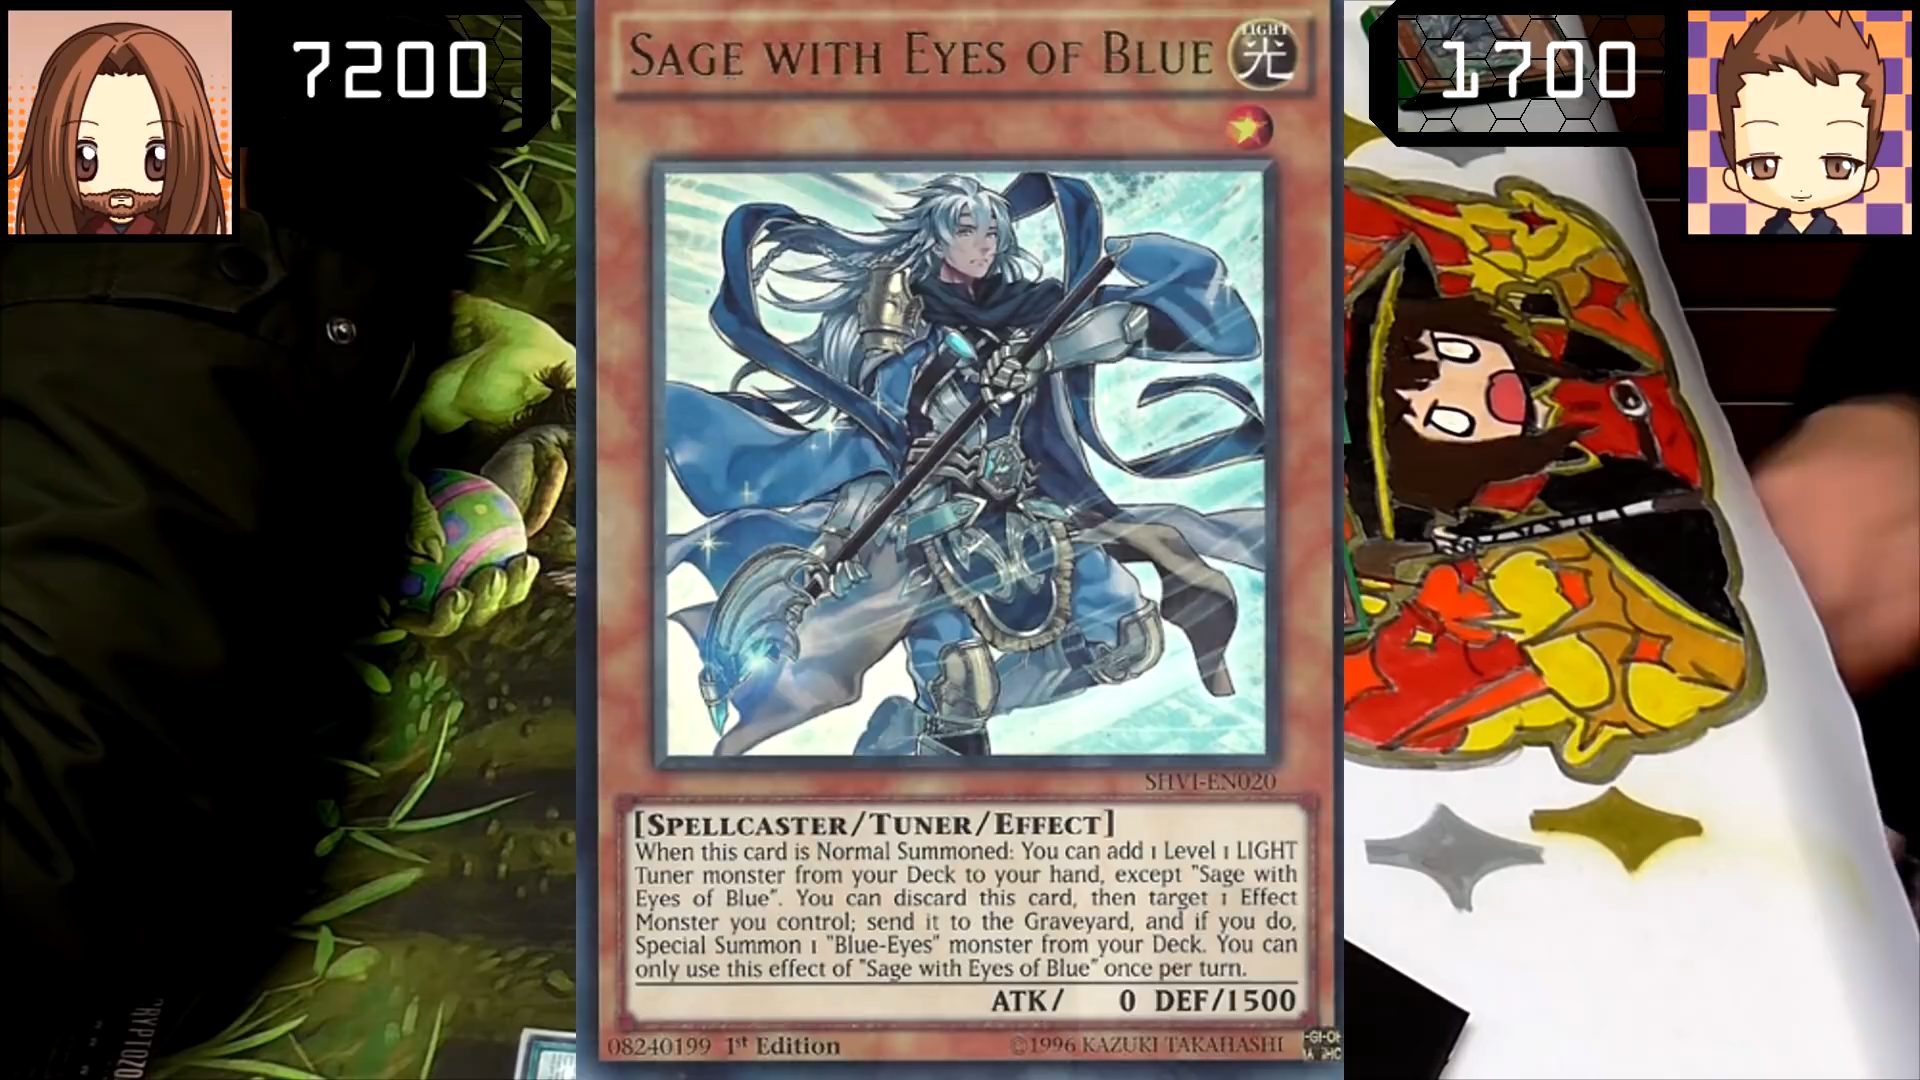 7200
SAGE WITH EYES OF BLUE
LIGHT
光
1700
SHVI-EN020
[SPELLCASTER/TUNER/EFFECT]
When this card is Normal Summoned: You can add 1 Level 1 LIGHT
Tuner monster from your Deck to your hand, except "Sage with
Eyes of Blue". You can discard this card, then target 1 Effect
Monster you control; send it to the Graveyard, and if you do,
Special Summon 1 "Blue-Eyes" monster from your Deck. You can
only use this effect of "Sage with Eyes of Blue" once per turn.
ATK/ 0 DEF/1500
08240199 1st Edition
©1996 KAZUKI TAKAHASHI